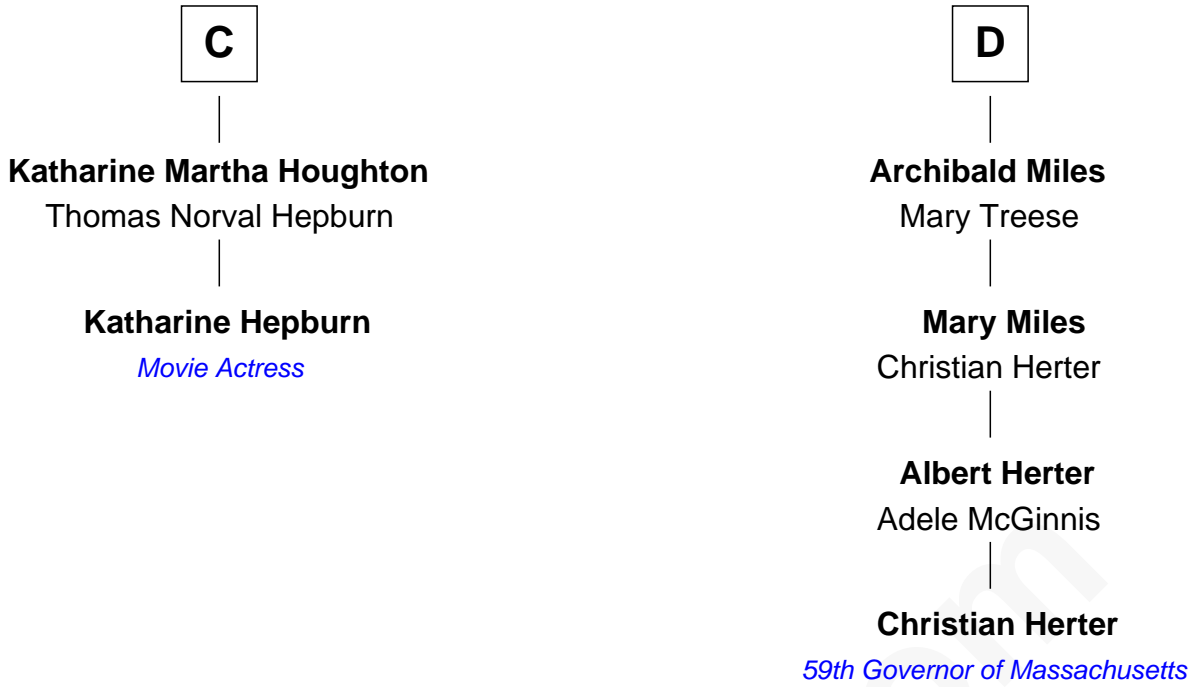 C
Katharine Martha Houghton
Thomas Norval Hepburn
Katharine Hepburn
Movie Actress
D
Archibald Miles
Mary Treese
Mary Miles
Christian Herter
Albert Herter
Adele McGinnis
Christian Herter
59th Governor of Massachusetts